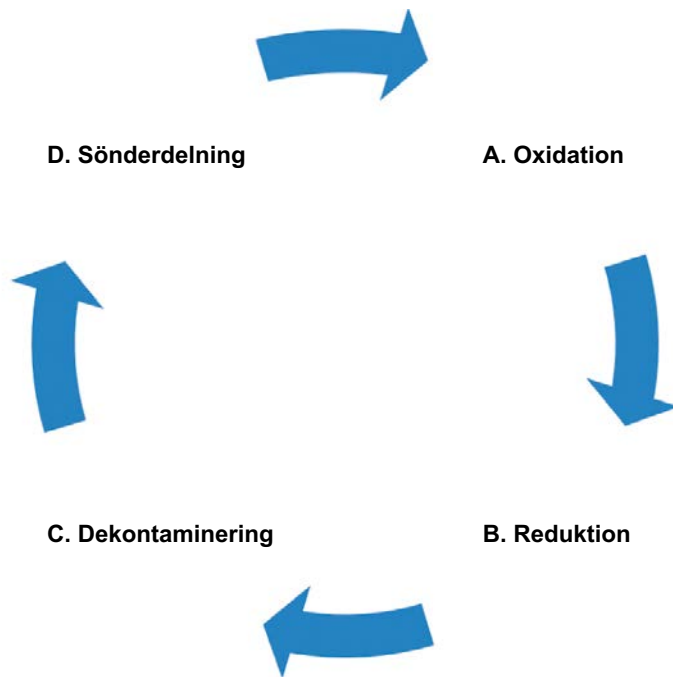 D. Sönderdelning
A. Oxidation
C. Dekontaminering
B. Reduktion